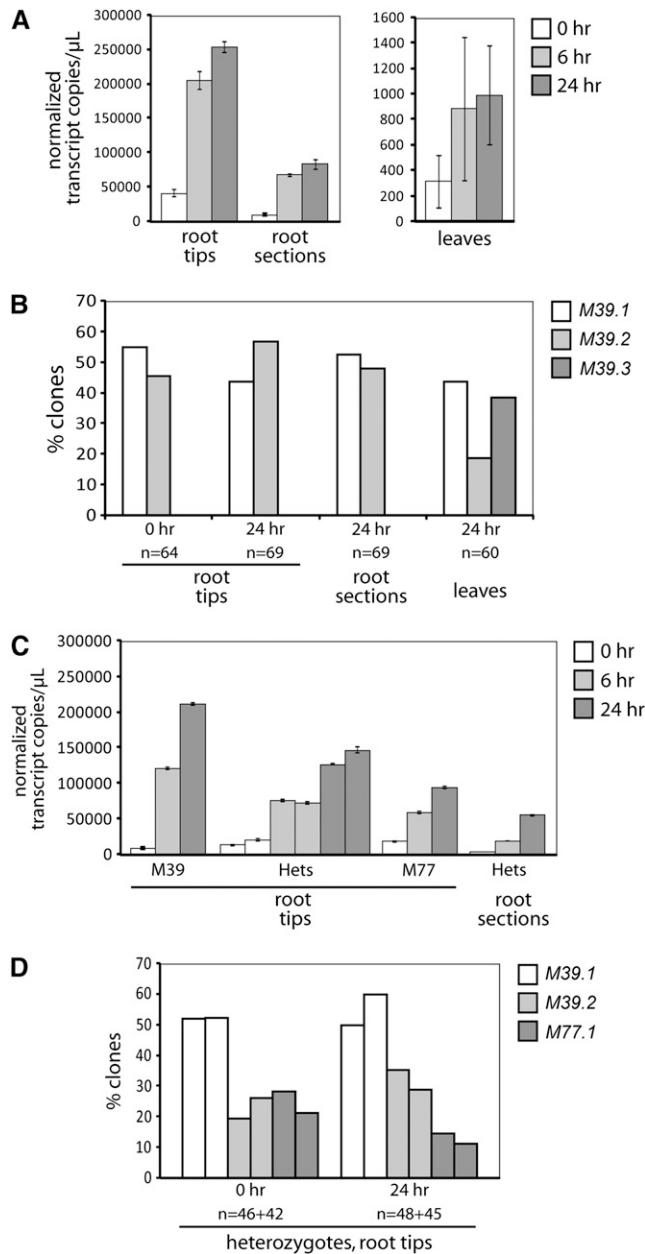 A
normalized
transcript copies/µL
300000
250000
200000
150000
100000
50000
0
root
tips
root
sections
1600
1400
1200
1000
800
600
400
200
0
leaves
0 hr
6 hr
24 hr
B
% clones
70
60
50
40
30
20
10
0
0 hr
24 hr
24 hr
24 hr
n=64
n=69
n=69
n=60
root
tips
root
sections
leaves
M39.1
M39.2
M39.3
C
normalized
transcript copies/µL
300000
250000
200000
150000
100000
50000
0
M39
Hets
M77
Hets
root
tips
root
sections
0 hr
6 hr
24 hr
D
% clones
70
60
50
40
30
20
10
0
0 hr
24 hr
n=46+42
n=48+45
heterozygotes, root tips
M39.1
M39.2
M77.1